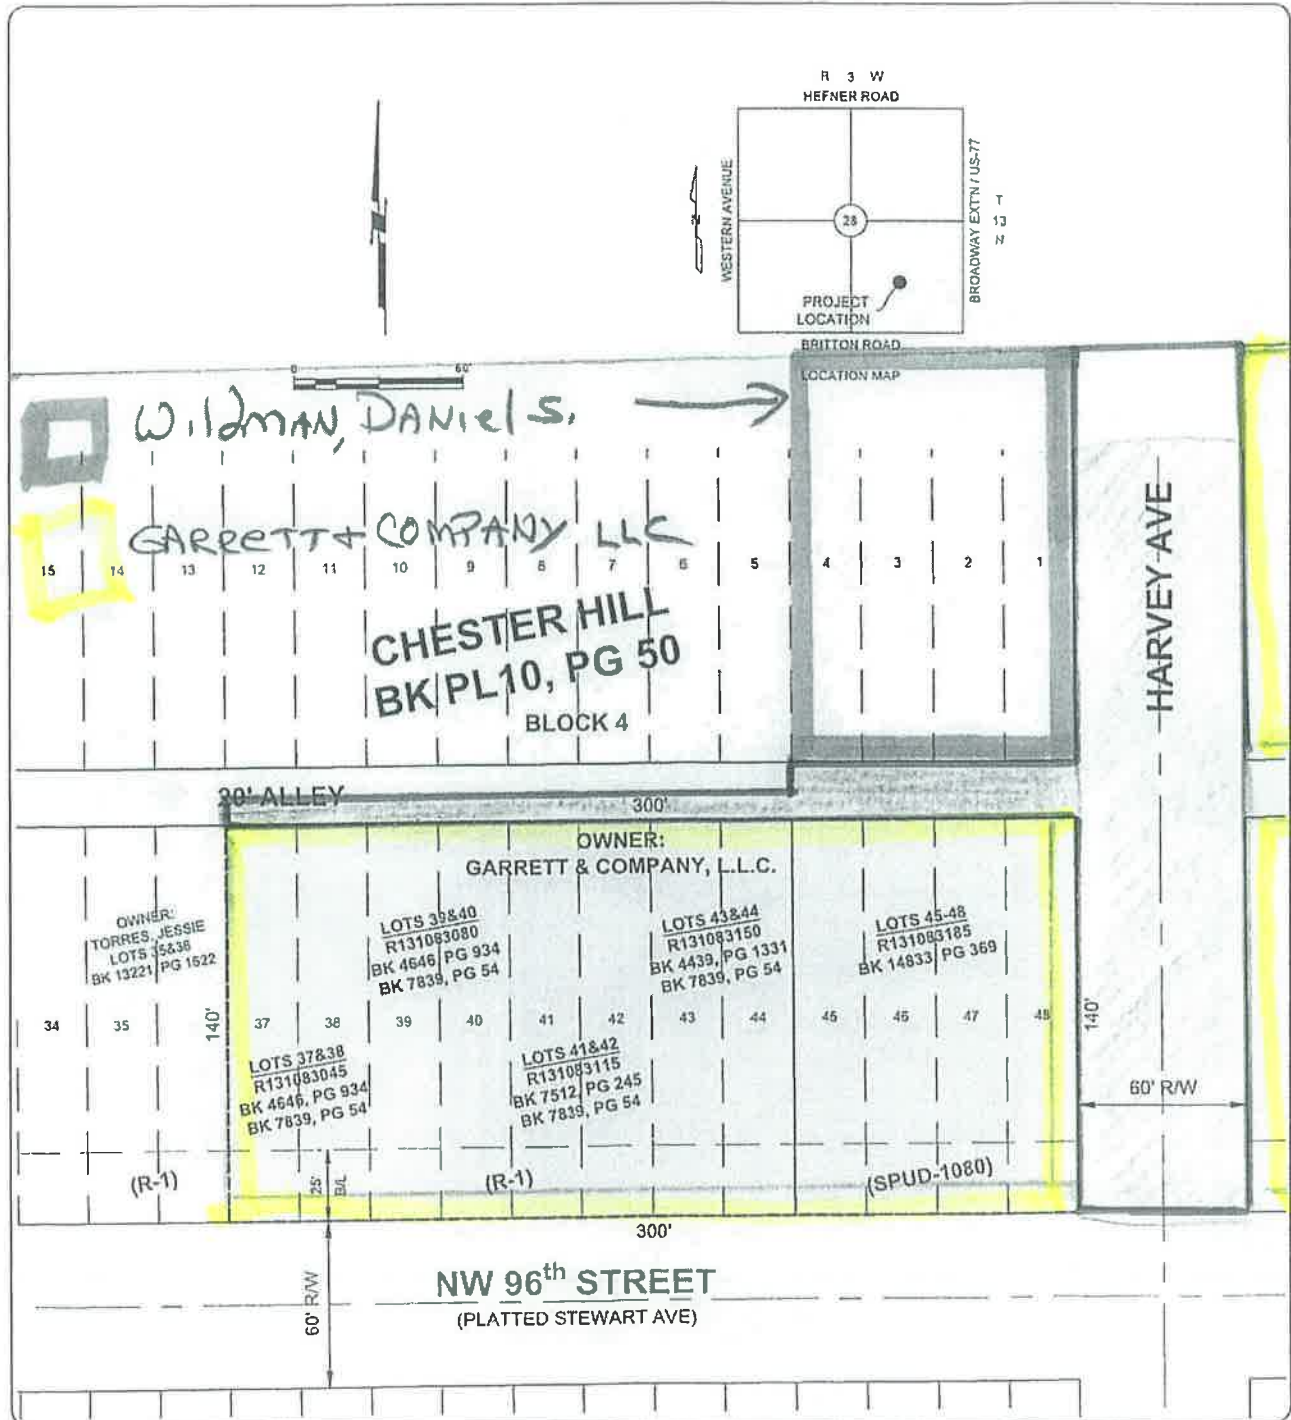 R 3 W
HEFNER ROAD
WESTERN AVENUE
BROADWAY EXT'N / US-77
T
13
N
N
28
PROJECT
LOCATION
BRITTON ROAD
LOCATION MAP
0 60'
WILDMAN, DANIEL S.
GARRETT & COMPANY LLC
15 14 13 12 11 10 9 8 7 6 5 4 3 2 1
CHESTER HILL
BK PL10, PG 50
BLOCK 4
HARVEY AVE
20' ALLEY
300'
OWNER:
GARRETT & COMPANY, L.L.C.
OWNER:
TORRES, JESSIE
LOTS 35&36
BK 13221, PG 1522
LOTS 39&40
R131083080
BK 4646, PG 934
BK 7839, PG 54
LOTS 43&44
R131083150
BK 4439, PG 1331
BK 7839, PG 54
LOTS 45-48
R131083185
BK 14833, PG 369
34 35 140' 37 38 39 40 41 42 43 44 45 46 47 48 140'
LOTS 37&38
R131083045
BK 4646, PG 934
BK 7839, PG 54
LOTS 41&42
R131083115
BK 7512, PG 245
BK 7839, PG 54
60' R/W
(R-1)
25'
B/L
(R-1)
(SPUD-1080)
300'
60' R/W
NW 96th STREET
(PLATTED STEWART AVE)